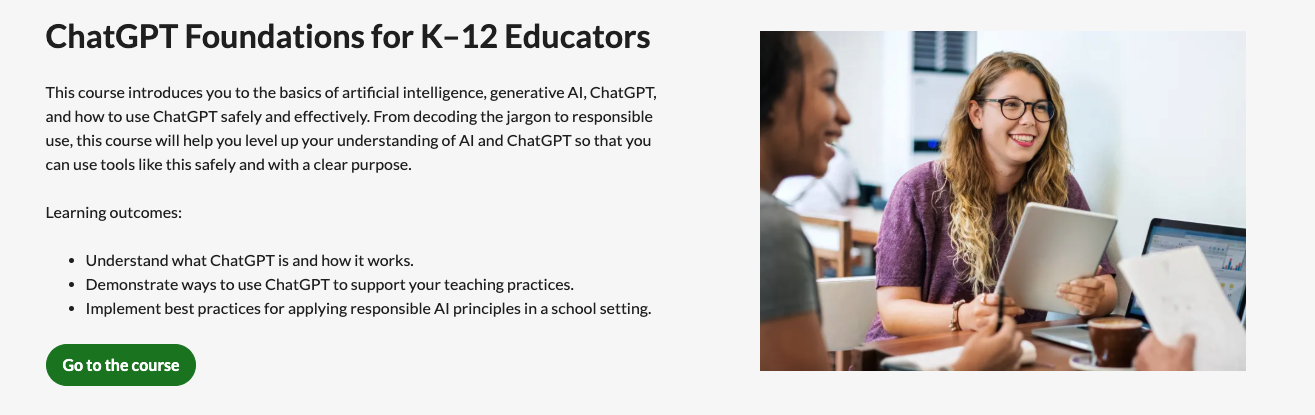 ChatGPT Foundations for K–12 Educators
This course introduces you to the basics of artificial intelligence, generative AI, ChatGPT,
and how to use ChatGPT safely and effectively. From decoding the jargon to responsible
use, this course will help you level up your understanding of AI and ChatGPT so that you
can use tools like this safely and with a clear purpose.
Learning outcomes:
• Understand what ChatGPT is and how it works.
• Demonstrate ways to use ChatGPT to support your teaching practices.
• Implement best practices for applying responsible AI principles in a school setting.
Go to the course